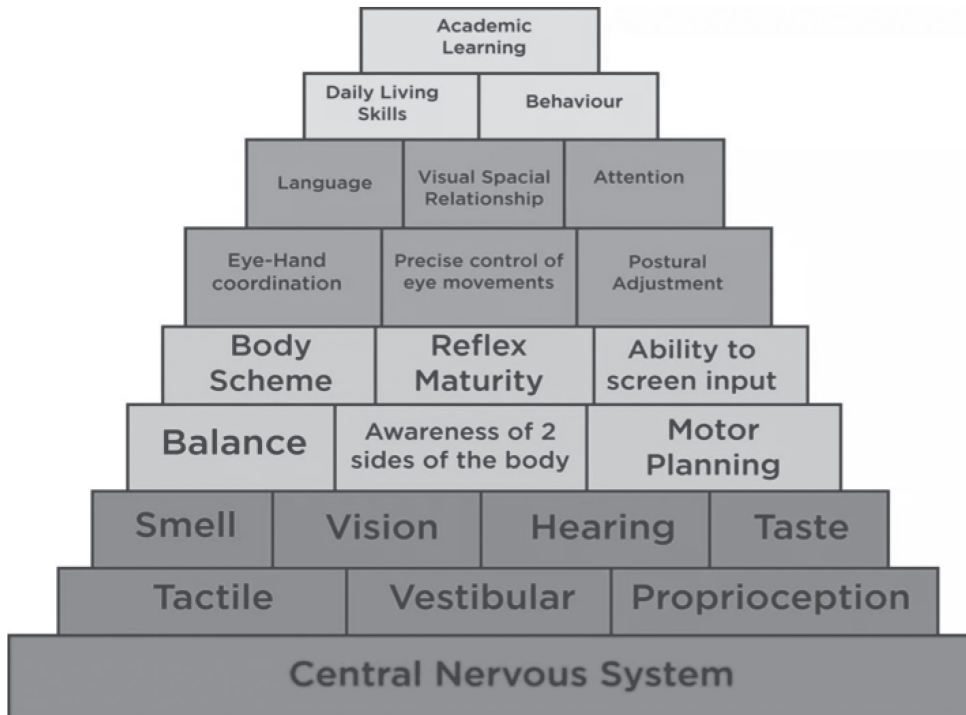 Academic
Learning
Daily Living
Skills
Behaviour
Language
Visual Spacial
Relationship
Attention
Eye-Hand
coordination
Precise control of
eye movements
Postural
Adjustment
Body
Scheme
Reflex
Maturity
Ability to
screen input
Balance
Awareness of 2
sides of the body
Motor
Planning
Smell
Vision
Hearing
Taste
Tactile
Vestibular
Proprioception
Central Nervous System